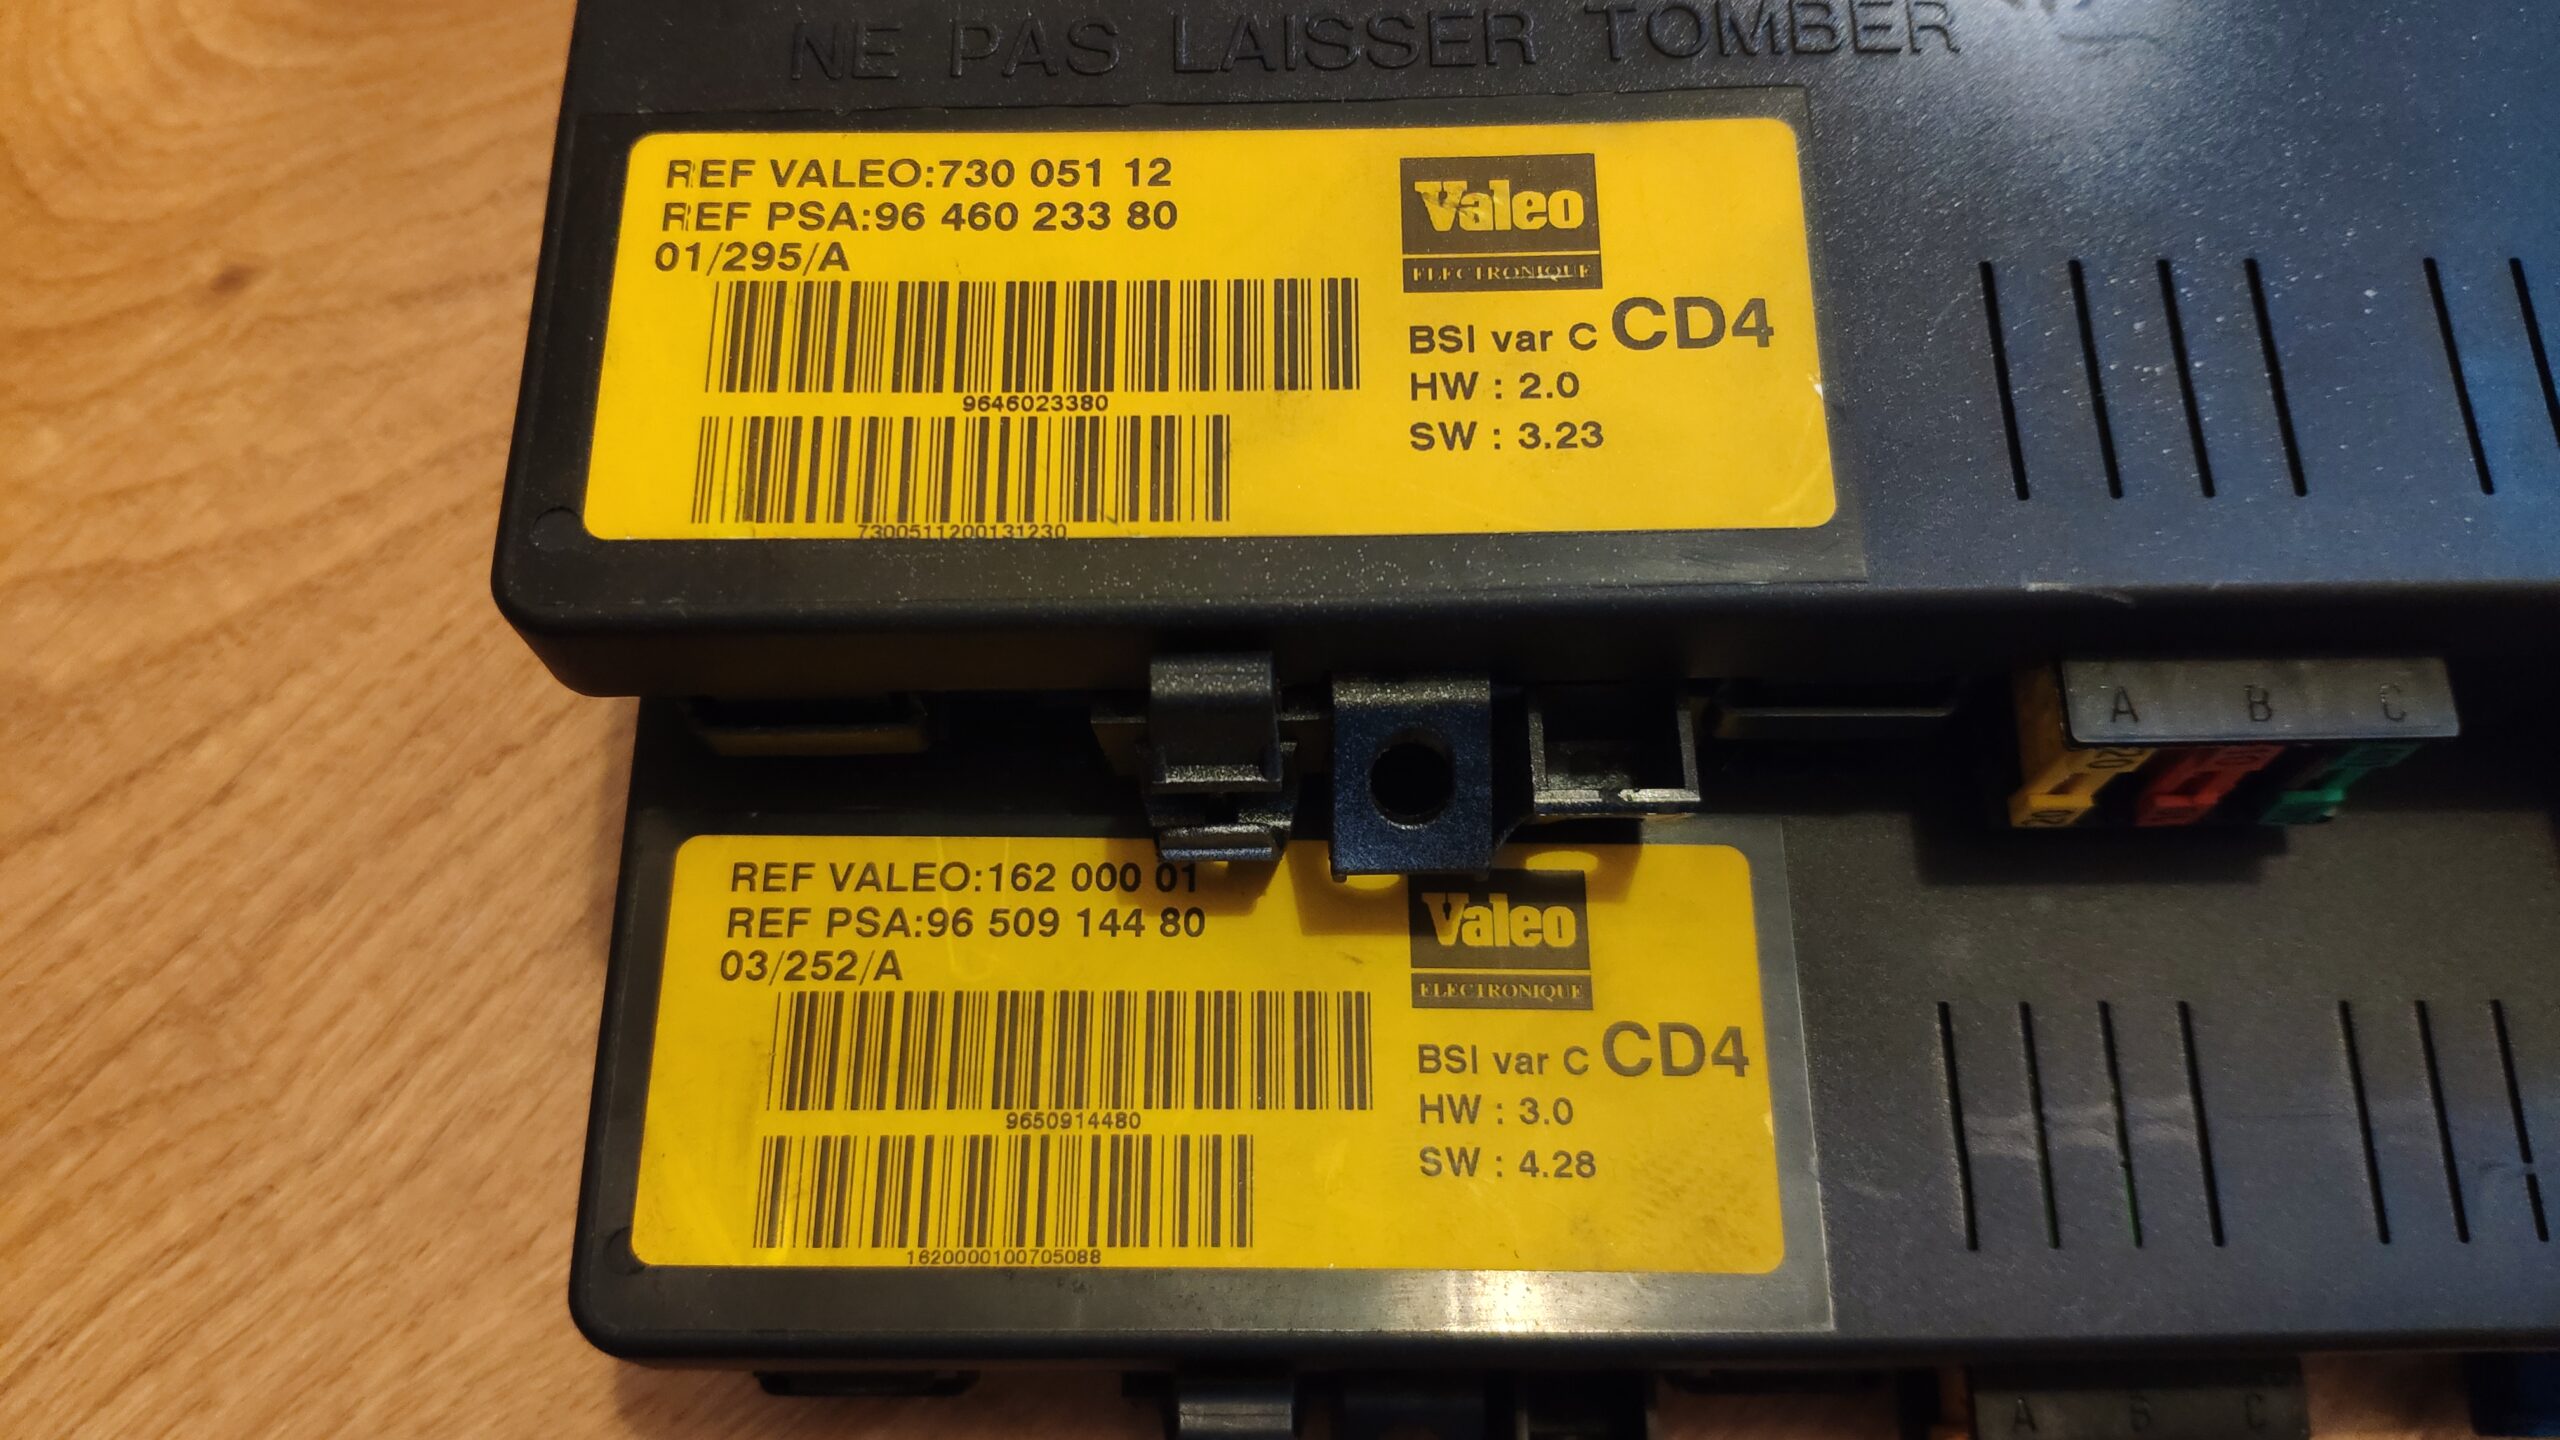 NE PAS LAISSER TOMBER
REF VALEO:730 051 12
REF PSA:96 460 233 80
01/295/A
9646023380
7300511200131230
Valeo
ELECTRONIQUE
BSI var C CD4
HW : 2.0
SW : 3.23
A B C
20
REF VALEO:162 000 01
REF PSA:96 509 144 80
03/252/A
9650914480
1620000100705088
Valeo
ELECTRONIQUE
BSI var C CD4
HW : 3.0
SW : 4.28
A B C